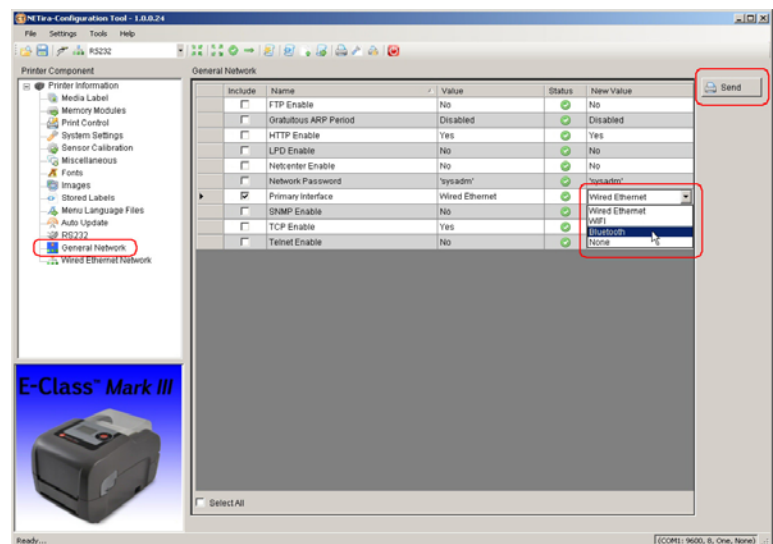 NETira-Configuration Tool - 1.0.0.24
File Settings Tools Help
RS232
Printer Component
General Network
Printer Information
Media Label
Memory Modules
Print Control
System Settings
Sensor Calibration
Miscellaneous
Fonts
Images
Stored Labels
Menu Language Files
Auto Update
RS232
General Network
Wired Ethernet Network
Include Name Value Status New Value
FTP Enable No No
Gratuitous ARP Period Disabled Disabled
HTTP Enable Yes Yes
LPD Enable No No
Netcenter Enable No No
Network Password 'sysadm' 'sysadm'
Primary Interface Wired Ethernet Wired Ethernet
SNMP Enable No
TCP Enable Yes
Telnet Enable No
Wired Ethernet
WIFI
Bluetooth
None
Send
E-Class™ Mark III
Select All
Ready...
(COM1: 9600, 8, One, None)